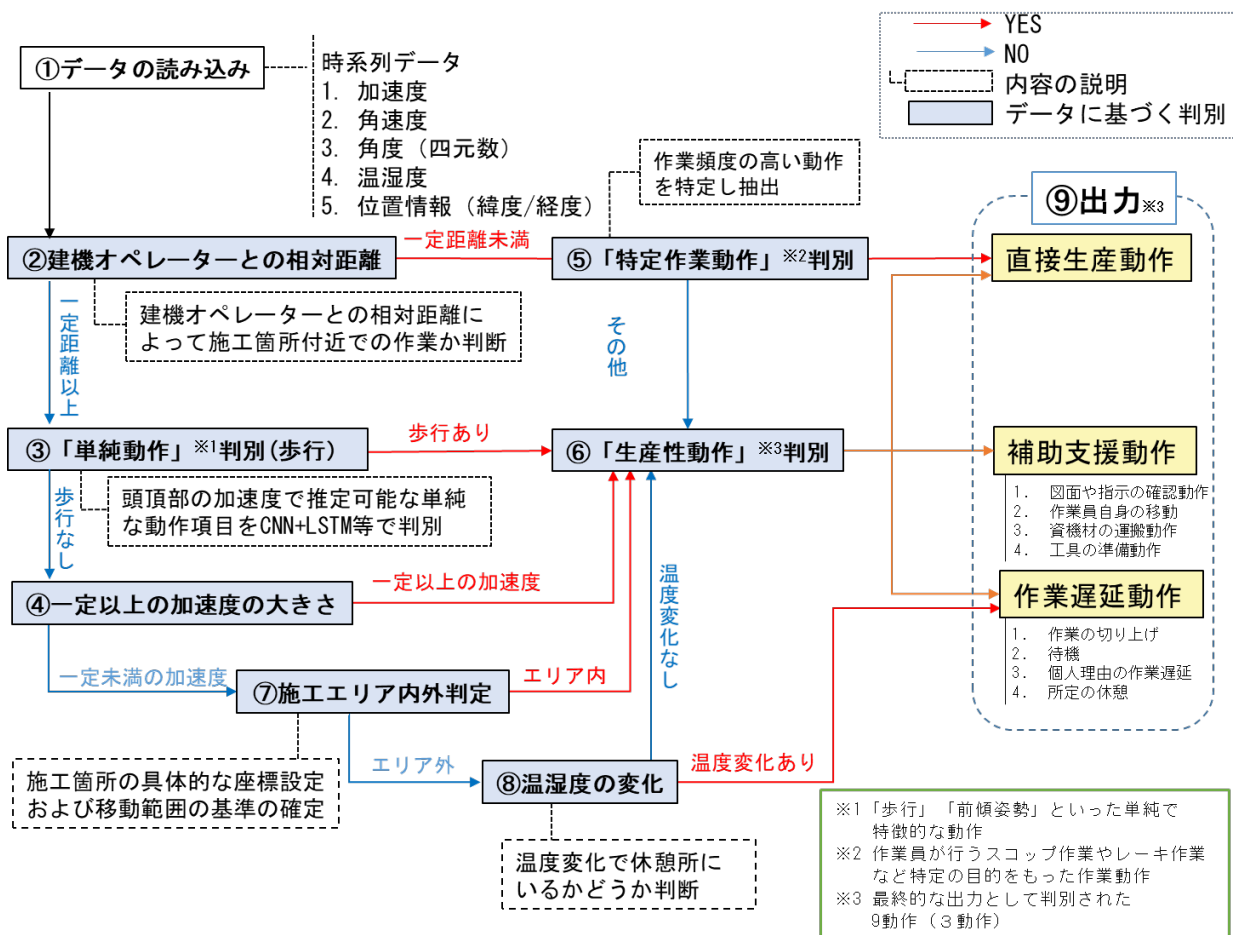 YES
NO
内容の説明
データに基づく判別
①データの読み込み
時系列データ
1. 加速度
2. 角速度
3. 角度（四元数）
4. 温湿度
5. 位置情報（緯度/経度）
作業頻度の高い動作
を特定し抽出
⑨出力※3
②建機オペレーターとの相対距離
一定距離未満
⑤「特定作業動作」※2判別
直接生産動作
建機オペレーターとの相対距離に
よって施工箇所付近での作業か判断
一定距離以上
その他
③「単純動作」※1判別(歩行)
歩行あり
⑥「生産性動作」※3判別
補助支援動作
1. 図面や指示の確認動作
2. 作業員自身の移動
3. 資機材の運搬動作
4. 工具の準備動作
頭頂部の加速度で推定可能な単純
な動作項目をCNN+LSTM等で判別
歩行なし
④一定以上の加速度の大きさ
一定以上の加速度
温度変化なし
作業遅延動作
1. 作業の切り上げ
2. 待機
3. 個人理由の作業遅延
4. 所定の休憩
一定未満の加速度
⑦施工エリア内外判定
エリア内
施工箇所の具体的な座標設定
および移動範囲の基準の確定
エリア外
⑧温湿度の変化
温度変化あり
温度変化で休憩所に
いるかどうか判断
※1「歩行」「前傾姿勢」といった単純で
特徴的な動作
※2 作業員が行うスコップ作業やレーキ作業
など特定の目的をもった作業動作
※3 最終的な出力として判別された
9動作（３動作）